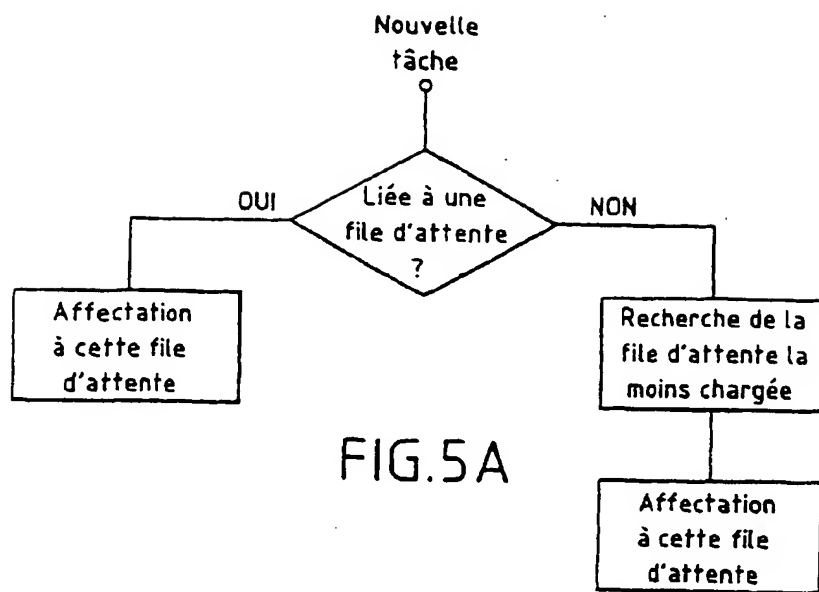 Nouvelle
tâche
OUI
Liée à une
file d'attente
?
NON
Affectation
à cette file
d'attente
Recherche de la
file d'attente la
moins chargée
FIG.5A
Affectation
à cette file
d'attente